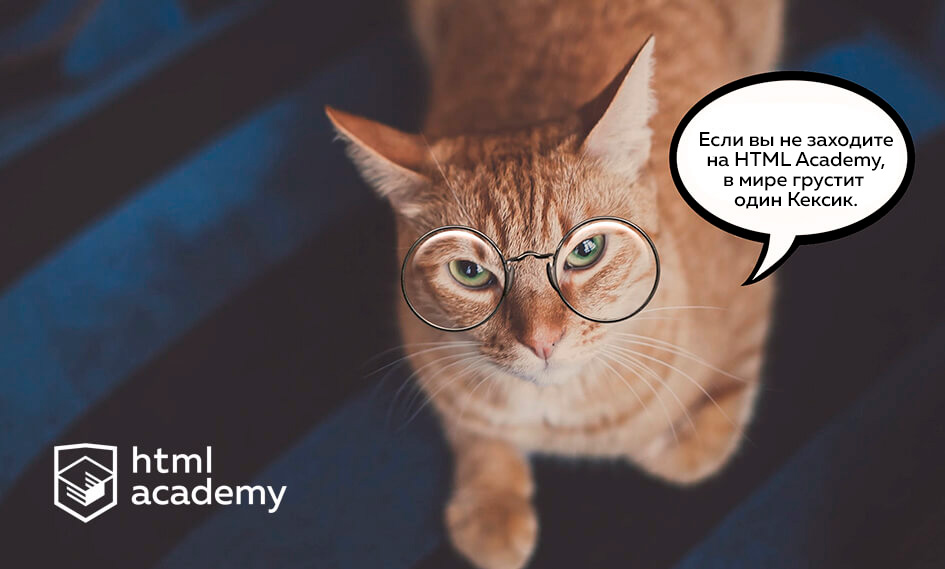 Если вы не заходите
на HTML Academy,
в мире грустит
один Кексик.
html
academy